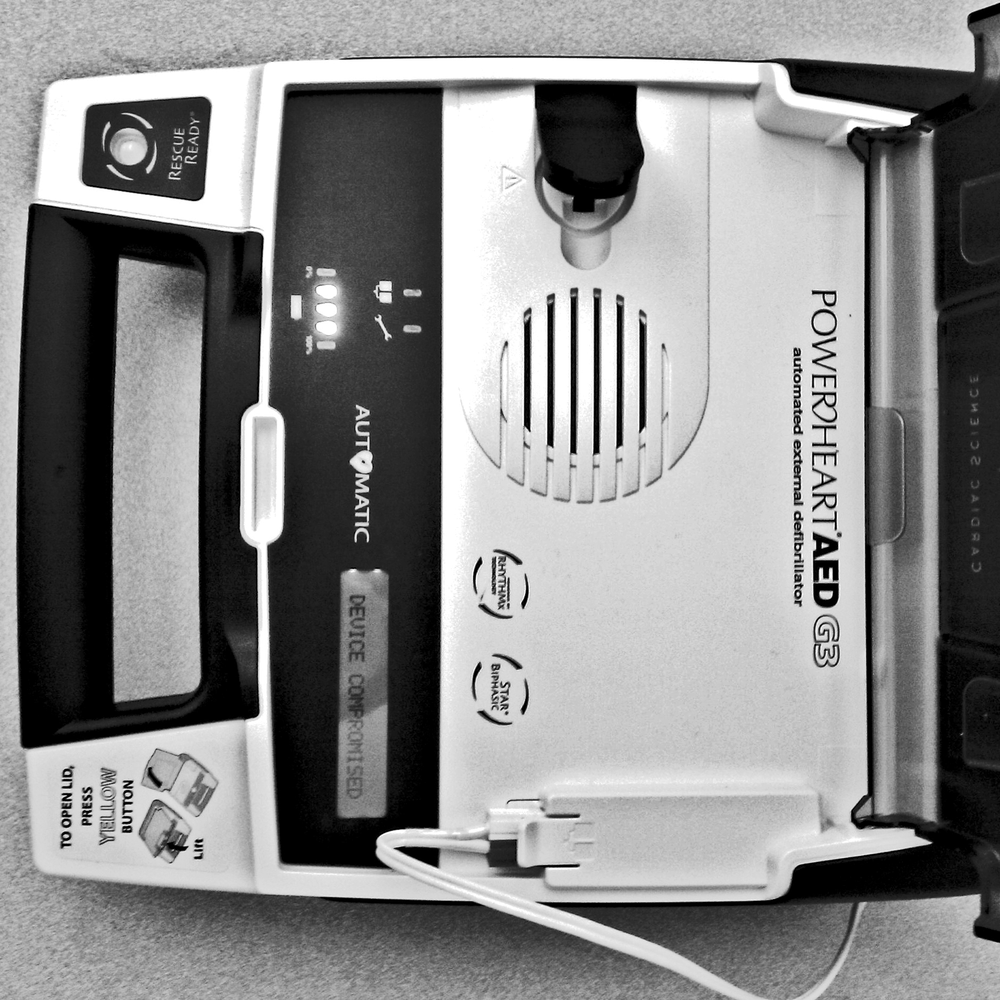 RESCUE
READY®
0%
100%
AUTOMATIC
DEVICE COMPROMISED
TO OPEN LID,
PRESS
YELLOW
BUTTON
Lift
RHYTHMx
TECHNOLOGY
STAR®
BIPHASIC
POWERHEART® AED G3
automated external defibrillator
CARDIAC SCIENCE